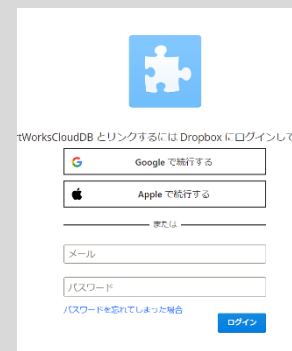 tWorksCloudDB とリンクするには Dropbox にログインして
Google で続行する
Apple で続行する
または
メール
パスワード
パスワードを忘れてしまった場合
ログイン